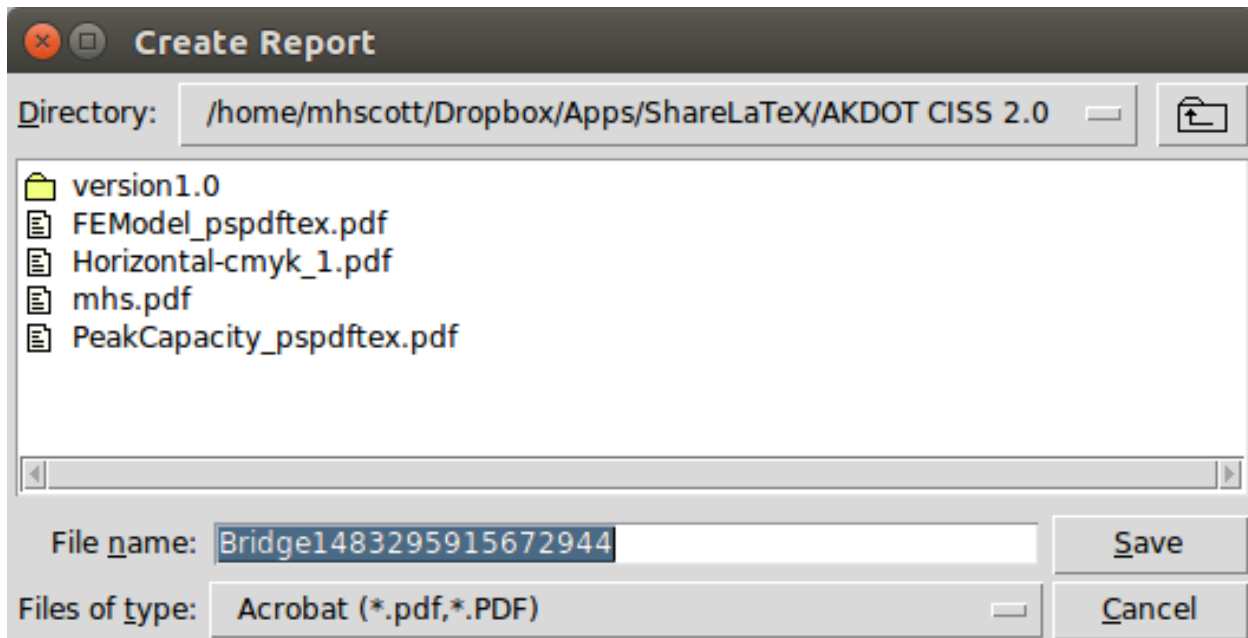 Create Report
Directory: /home/mhscott/Dropbox/Apps/ShareLaTeX/AKDOT CISS 2.0
version1.0
FEModel_pspdftex.pdf
Horizontal-cmyk_1.pdf
mhs.pdf
PeakCapacity_pspdftex.pdf
File name: Bridge1483295915672944 Save
Files of type: Acrobat (*.pdf,*.PDF) Cancel